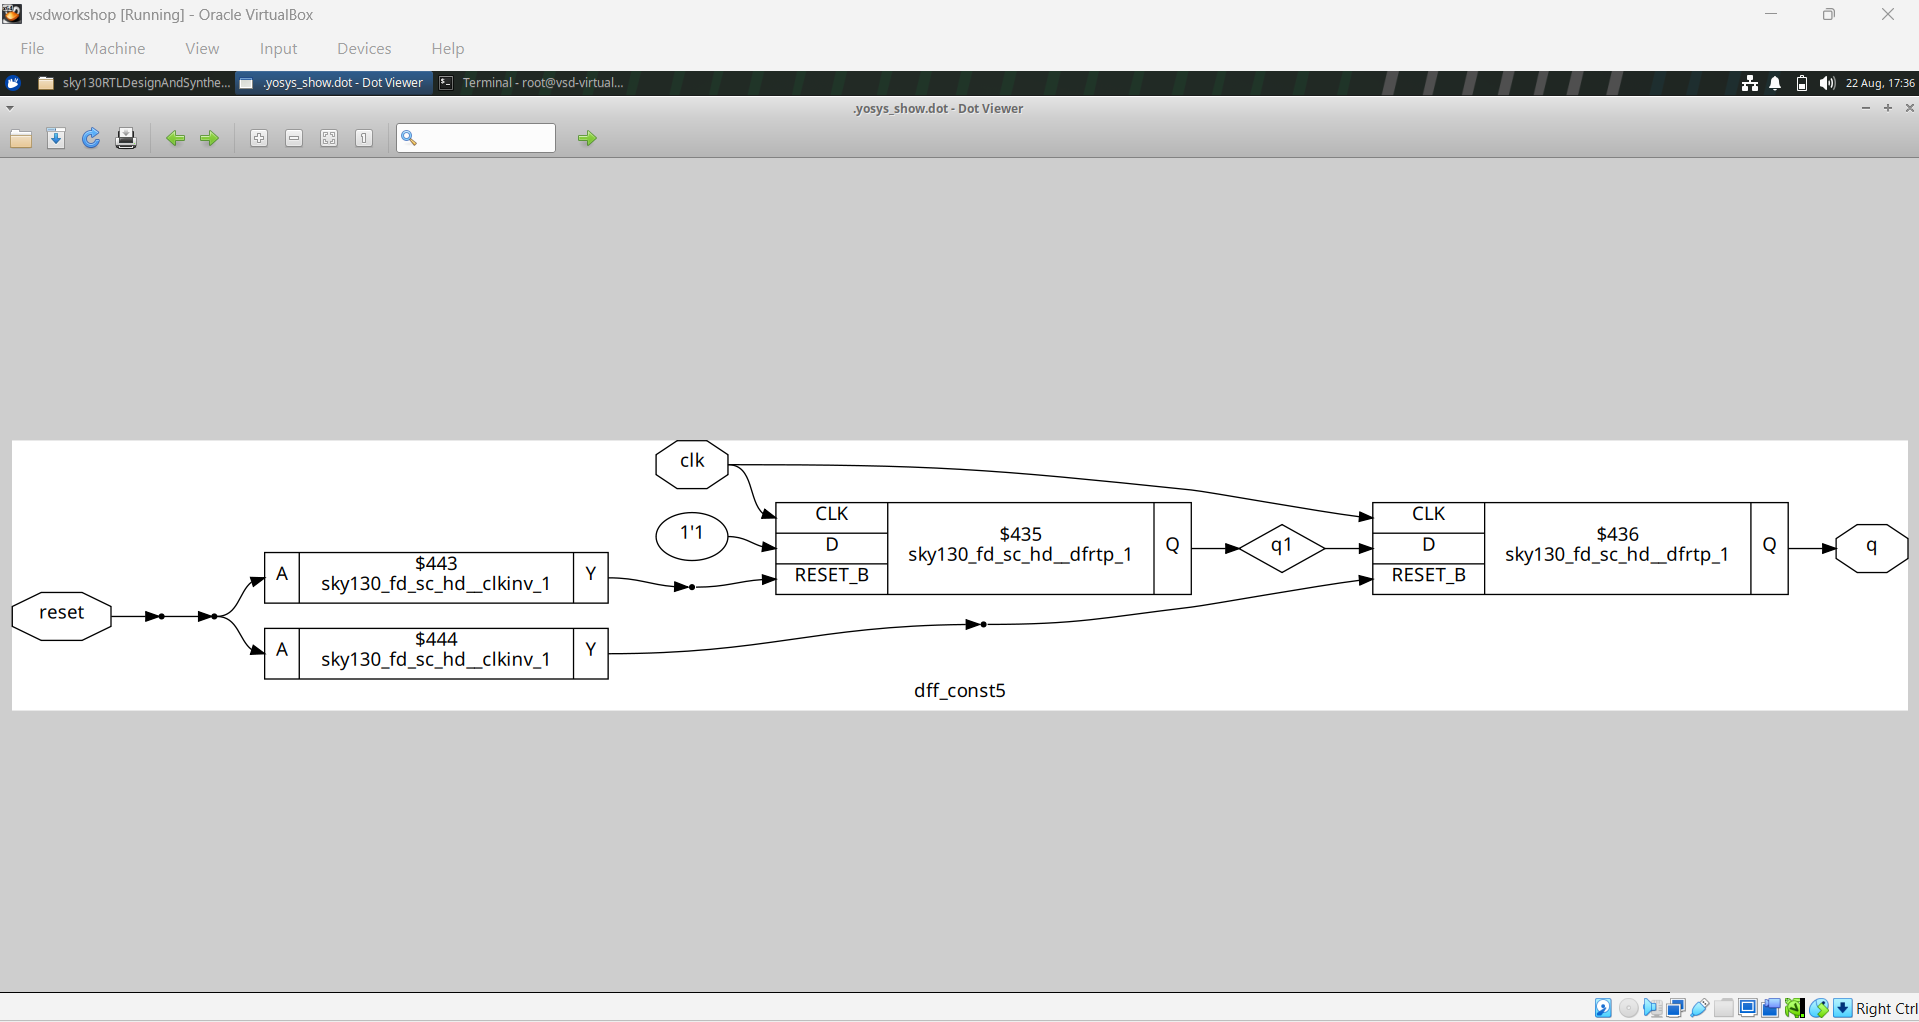 vsdworkshop [Running] - Oracle VirtualBox
File Machine View Input Devices Help
sky130RTLDesignAndSynthe... .yosys_show.dot - Dot Viewer Terminal - root@vsd-virtual... 22 Aug, 17:36
.yosys_show.dot - Dot Viewer
clk
1'1
CLK
D
RESET_B
$435
sky130_fd_sc_hd__dfrtp_1
Q
q1
CLK
D
RESET_B
$436
sky130_fd_sc_hd__dfrtp_1
Q
q
A
$443
sky130_fd_sc_hd__clkinv_1
Y
reset
A
$444
sky130_fd_sc_hd__clkinv_1
Y
dff_const5
Right Ctrl